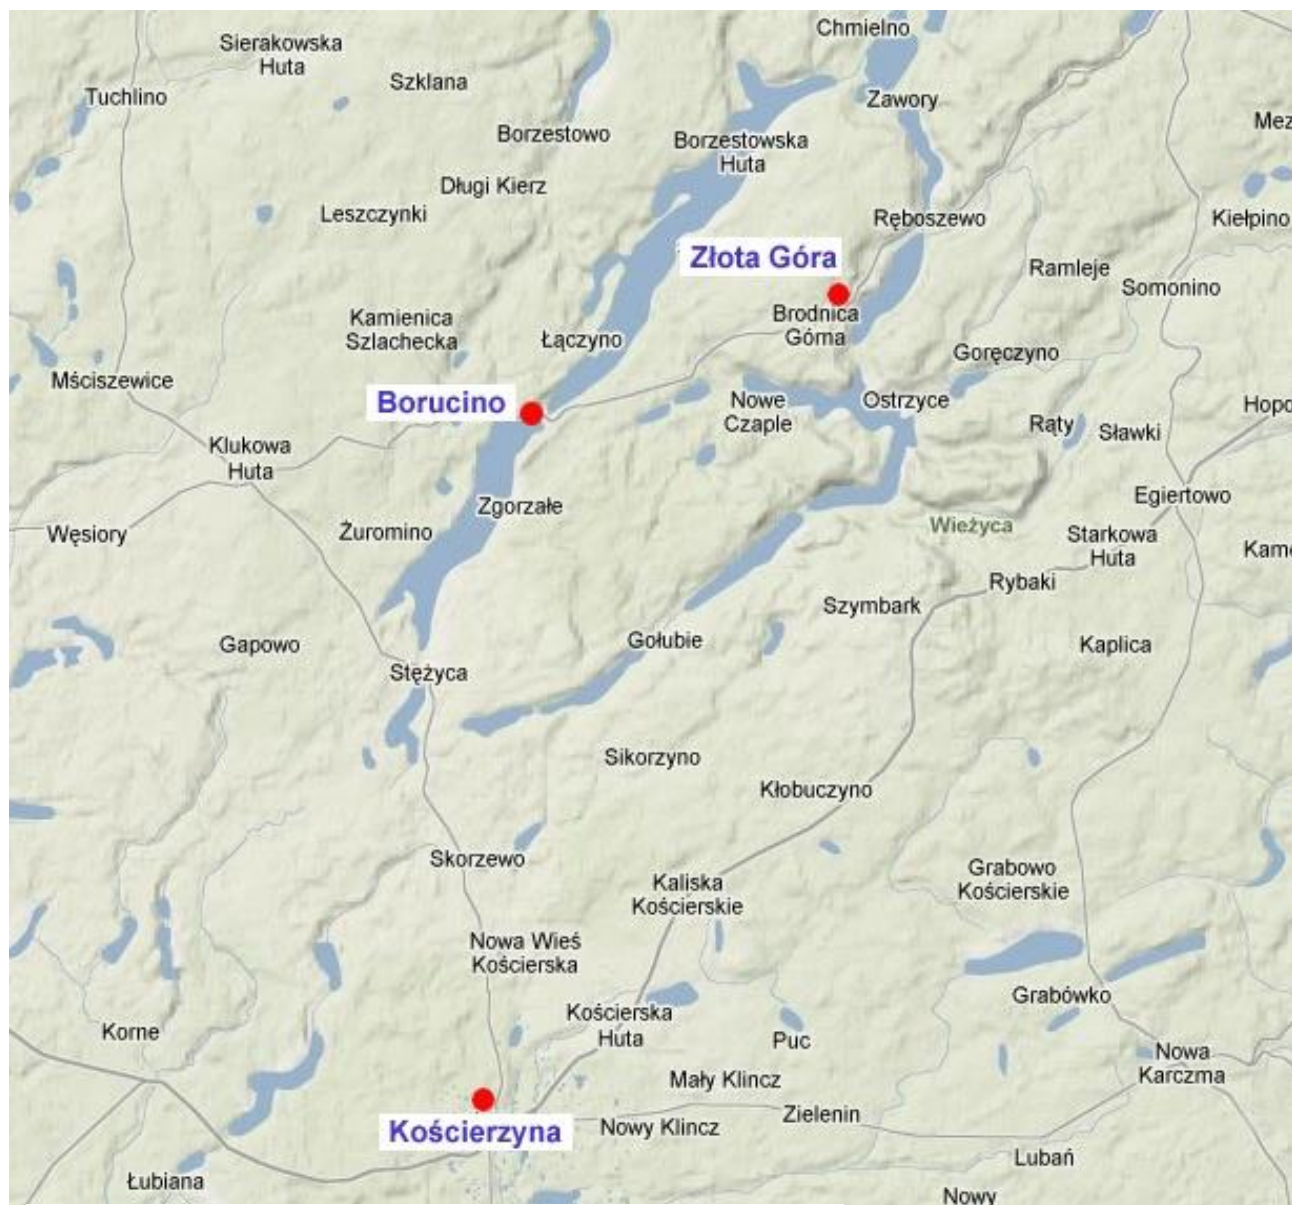 Chmielno
Sierakowska
Huta
Szklana
Tuchlino
Zawory
Mez
Borzestowo
Borzestowska
Huta
Długi Kierz
Leszczynki
Ręboszewo
Kiełpino
Złota Góra
Ramleje
Somonino
Kamienica
Szlachecka
Brodnica
Górna
Łączyno
Goręczyno
Mściszewice
Borucino
Nowe
Czaple
Ostrzyce
Hopo
Rąty
Sławki
Klukowa
Huta
Egiertowo
Zgorzałe
Wieżyca
Węsiory
Żuromino
Starkowa
Huta
Kame
Rybaki
Szymbark
Gapowo
Gołubie
Kaplica
Stężyca
Sikorzyno
Kłobuczyno
Skorzewo
Grabowo
Kościerskie
Kaliska
Kościerskie
Nowa Wieś
Kościerska
Grabówko
Kościerska
Huta
Korne
Puc
Nowa
Karczma
Mały Klincz
Zielenin
Kościerzyna
Nowy Klincz
Lubań
Łubiana
Nowy